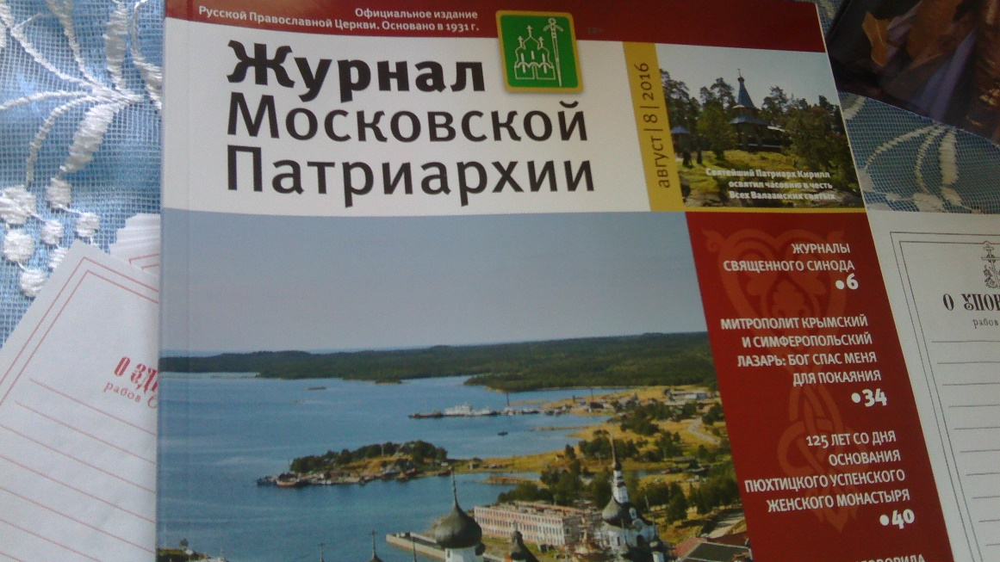 Официальное издание
Русской Православной Церкви. Основано в 1931 г.
Журнал
Московской
Патриархии
август | 8 | 2016
Святейший Патриарх Кирилл
освятил часовню в честь
Всех Валаамских святых
ЖУРНАЛЫ
СВЯЩЕННОГО СИНОДА
•6
МИТРОПОЛИТ КРЫМСКИЙ
И СИМФЕРОПОЛЬСКИЙ
ЛАЗАРЬ: БОГ СПАС МЕНЯ
ДЛЯ ПОКАЯНИЯ
•34
125 ЛЕТ СО ДНЯ
ОСНОВАНИЯ
ПЮХТИЦКОГО УСПЕНСКОГО
ЖЕНСКОГО МОНАСТЫРЯ
•40
О
рабов
О
рабов